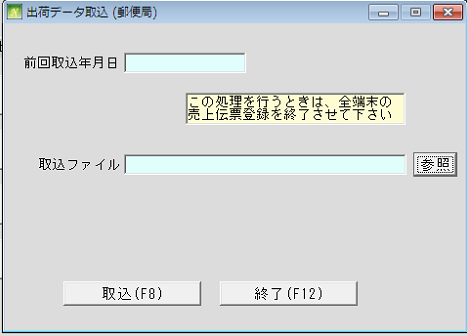 出荷データ取込 (郵便局)
前回取込年月日
この処理を行うときは、全端末の
売上伝票登録を終了させて下さい
取込ファイル
参照
取込(F8)
終了(F12)